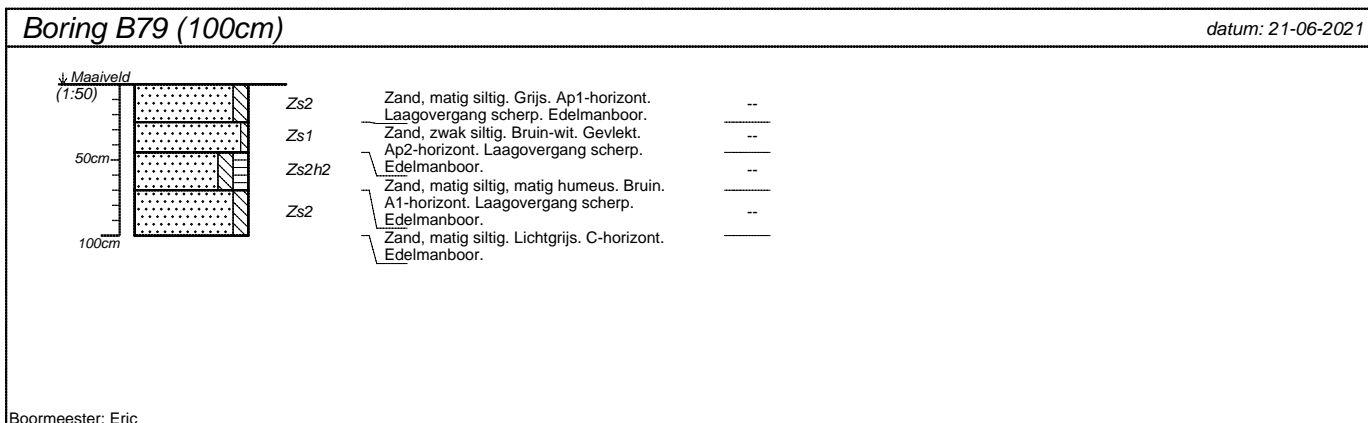 Boring B79 (100cm)
datum: 21-06-2021
Maaiveld
(1:50)
50cm
100cm
Zs2
Zand, matig siltig. Grijs. Ap1-horizont.
Laagovergang scherp. Edelmanboor.
--
Zs1
Zand, zwak siltig. Bruin-wit. Gevlekt.
Ap2-horizont. Laagovergang scherp.
Edelmanboor.
--
Zs2h2
Zand, matig siltig, matig humeus. Bruin.
A1-horizont. Laagovergang scherp.
Edelmanboor.
--
Zs2
Zand, matig siltig. Lichtgrijs. C-horizont.
Edelmanboor.
--
Boormeester: Eric